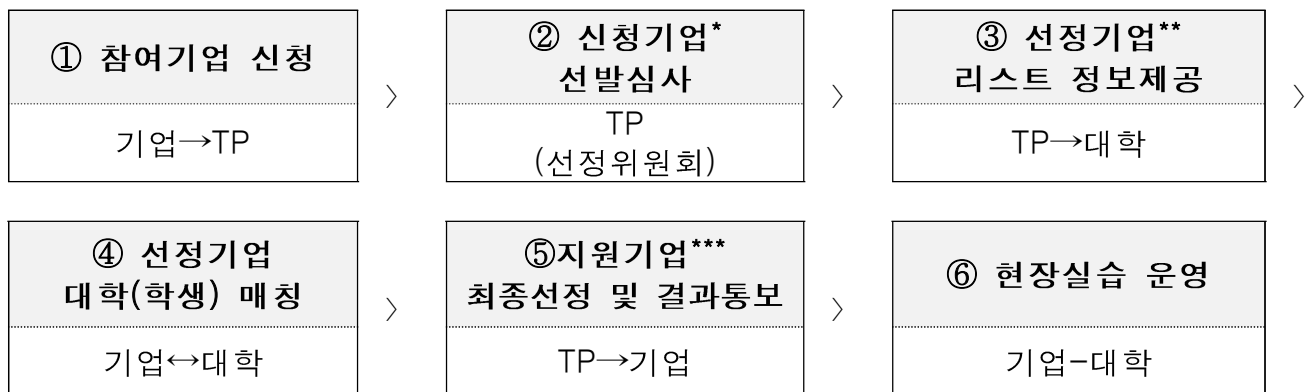 ① 참여기업 신청
기업→TP
〉
② 신청기업*
선발심사
TP
(선정위원회)
〉
③ 선정기업**
리스트 정보제공
TP→대학
〉
④ 선정기업
대학(학생) 매칭
기업↔대학
〉
⑤지원기업***
최종선정 및 결과통보
TP→기업
〉
⑥ 현장실습 운영
기업-대학